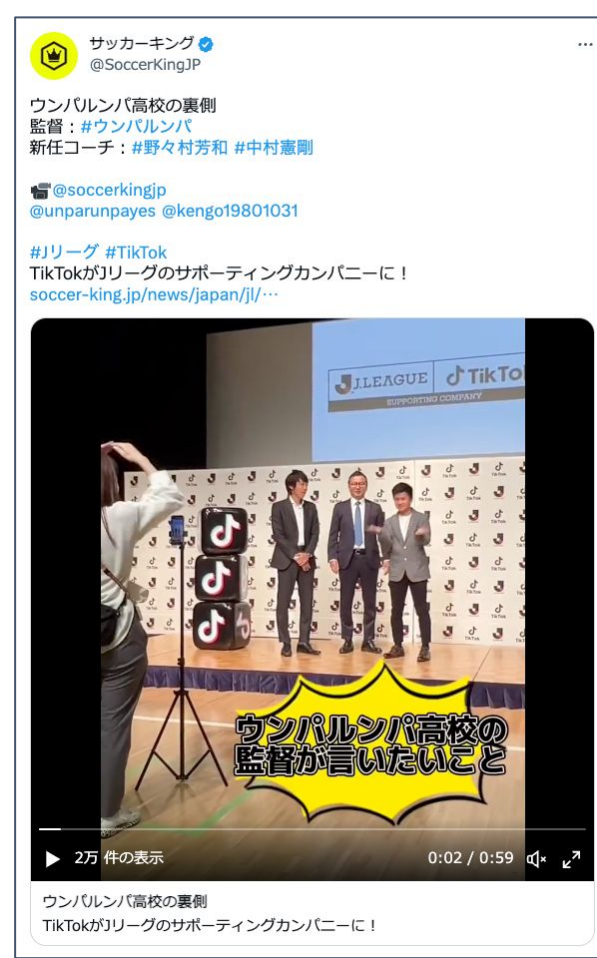 サッカーキング
@SoccerKingJP
ウンパルンパ高校の裏側
監督：#ウンパルンパ
新任コーチ：#野々村芳和 #中村憲剛
@soccerkingjp
@unparunpayes @kengo19801031
#Jリーグ #TikTok
TikTokがJリーグのサポーティングカンパニーに！
soccer-king.jp/news/japan/jl/…
J.LEAGUE TikTo
SUPPORTING COMPANY
ウンパルンパ高校の
監督が言いたいこと
2万 件の表示
0:02 / 0:59
ウンパルンパ高校の裏側
TikTokがJリーグのサポーティングカンパニーに！